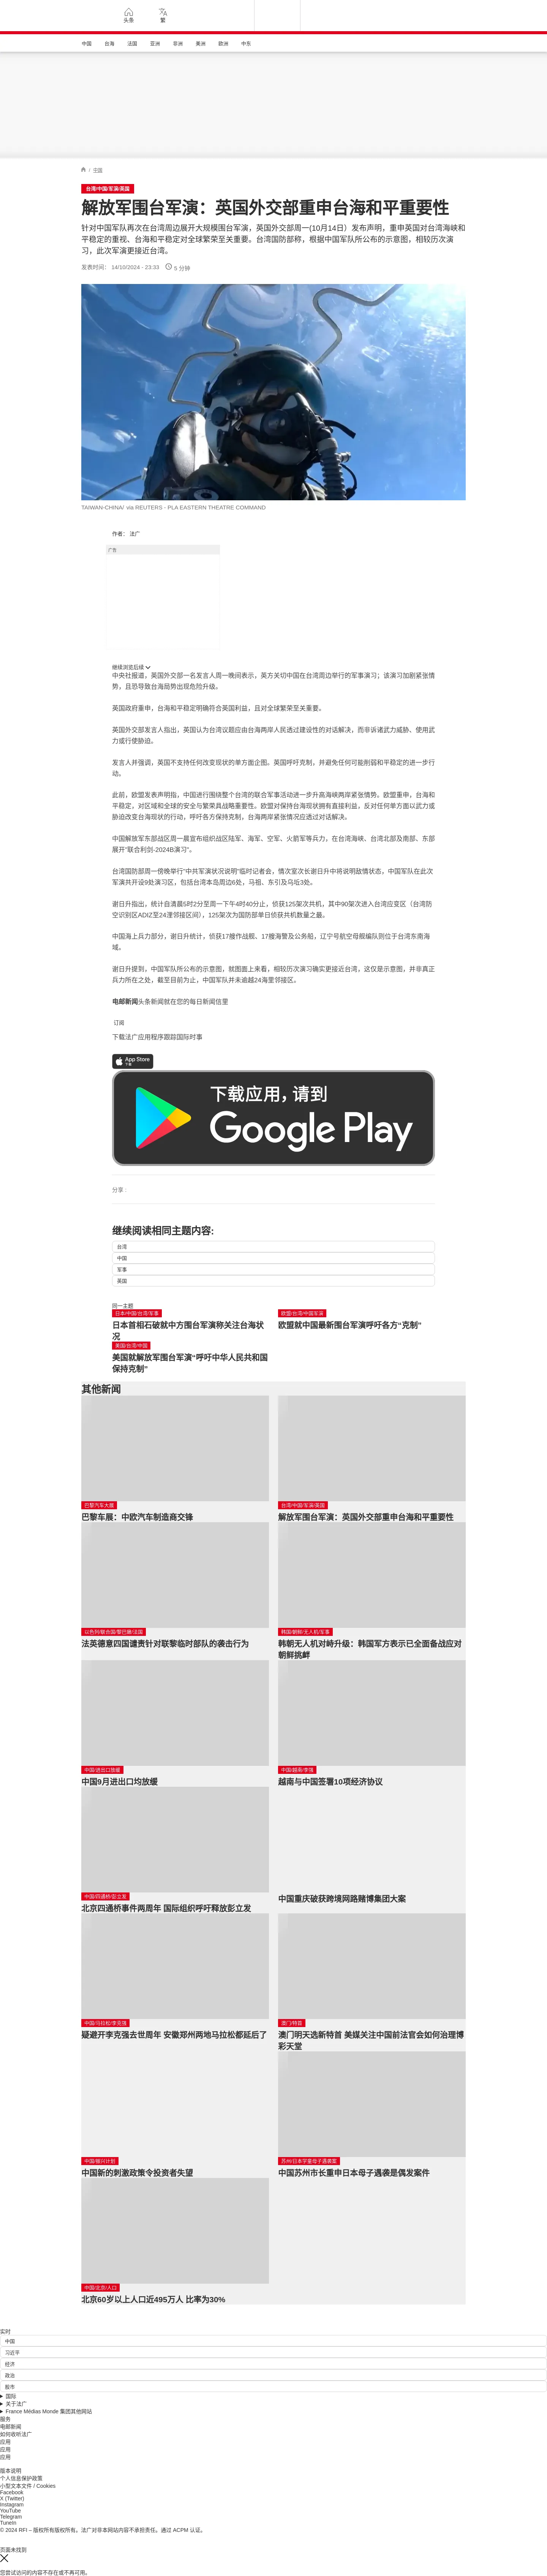 头条
繁
中国
台海
法国
亚洲
非洲
美洲
欧洲
中东
/ 中国
台湾/中国/军演/英国
解放军围台军演：英国外交部重申台海和平重要性
针对中国军队再次在台湾周边展开大规模围台军演，英国外交部周一(10月14日）发布声明，重申英国对台湾海峡和
平稳定的重视、台海和平稳定对全球繁荣至关重要。台湾国防部称，根据中国军队所公布的示意图，相较历次演
习，此次军演更接近台湾。
发表时间： 14/10/2024 - 23:33
5 分钟
TAIWAN-CHINA/ via REUTERS - PLA EASTERN THEATRE COMMAND
作者： 法广
广告
继续浏览后续
中央社报道，英国外交部一名发言人周一晚间表示，英方关切中国在台湾周边举行的军事演习；该演习加剧紧张情
势，且恐导致台海局势出现危险升级。
英国政府重申，台海和平稳定明确符合英国利益，且对全球繁荣至关重要。
英国外交部发言人指出，英国认为台湾议题应由台海两岸人民透过建设性的对话解决，而非诉诸武力威胁、使用武
力或行使胁迫。
发言人并强调，英国不支持任何改变现状的单方面企图。英国呼吁克制，并避免任何可能削弱和平稳定的进一步行
动。
此前，欧盟发表声明指，中国进行围绕整个台湾的联合军事活动进一步升高海峡两岸紧张情势。欧盟重申，台海和
平稳定，对区域和全球的安全与繁荣具战略重要性。欧盟对保持台海现状拥有直接利益，反对任何单方面以武力或
胁迫改变台海现状的行动，呼吁各方保持克制，台海两岸紧张情况应透过对话解决。
中国解放军东部战区周一晨宣布组织战区陆军、海军、空军、火箭军等兵力，在台湾海峡、台湾北部及南部、东部
展开“联合利剑-2024B演习”。
台湾国防部周一傍晚举行“中共军演状况说明”临时记者会，情次室次长谢日升中将说明敌情状态，中国军队在此次
军演共开设9处演习区，包括台湾本岛周边6处，马祖、东引及乌坵3处。
谢日升指出，统计自清晨5时2分至周一下午4时40分止，侦获125架次共机，其中90架次进入台湾应变区（台湾防
空识别区ADIZ至24浬邻接区间），125架次为国防部单日侦获共机数量之最。
中国海上兵力部分，谢日升统计，侦获17艘作战舰、17艘海警及公务船，辽宁号航空母舰编队则位于台湾东南海
域。
谢日升提到，中国军队所公布的示意图，就图面上来看，相较历次演习确实更接近台湾，这仅是示意图，并非真正
兵力所在之处，截至目前为止，中国军队并未逾越24海里邻接区。
电邮新闻头条新闻就在您的每日新闻信里
订阅
下载法广应用程序跟踪国际时事
App Store
下载
下载应用，请到
Google Play
分享 :
继续阅读相同主题内容:
台湾
中国
军事
英国
同一主题
日本/中国/台湾/军事
日本首相石破就中方围台军演称关注台海状
况
欧盟/台湾/中国军演
欧盟就中国最新围台军演呼吁各方“克制”
美国/台湾/中国
美国就解放军围台军演“呼吁中华人民共和国
保持克制”
其他新闻
巴黎汽车大展
巴黎车展：中欧汽车制造商交锋
台湾/中国/军演/英国
解放军围台军演：英国外交部重申台海和平重要性
以色列/联合国/黎巴嫩/法国
法英德意四国谴责针对联黎临时部队的袭击行为
韩国/朝鲜/无人机/军事
韩朝无人机对峙升级：韩国军方表示已全面备战应对
朝鲜挑衅
中国/进出口放缓
中国9月进出口均放缓
中国/越南/李强
越南与中国签署10项经济协议
中国/四通桥/彭立发
北京四通桥事件两周年 国际组织呼吁释放彭立发
中国重庆破获跨境网路赌博集团大案
中国/马拉松/李克强
疑避开李克强去世周年 安徽郑州两地马拉松都延后了
澳门/特首
澳门明天选新特首 美媒关注中国前法官会如何治理博
彩天堂
中国/振兴计划
中国新的刺激政策令投资者失望
苏州/日本学童母子遇袭案
中国苏州市长重申日本母子遇袭是偶发案件
中国/北京/人口
北京60岁以上人口近495万人 比率为30%
实时
中国
习近平
经济
政治
股市
国际
关于法广
France Médias Monde 集团其他网站
服务
电邮新闻
如何收听法广
应用
应用
应用
版本说明
个人信息保护政策
小型文本文件 / Cookies
Facebook
X (Twitter)
Instagram
YouTube
Telegram
TuneIn
© 2024 RFI – 版权所有版权所有。法广对非本网站内容不承担责任。通过 ACPM 认证。
页面未找到
您尝试访问的内容不存在或不再可用。